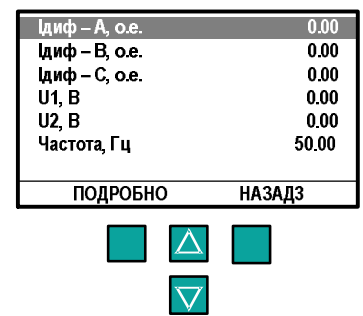 Iдиф – A, о.е. 0.00
Iдиф – B, о.е. 0.00
Iдиф – C, о.е. 0.00
U1, В 0.00
U2, В 0.00
Частота, Гц 50.00
ПОДРОБНО НАЗАДЗ